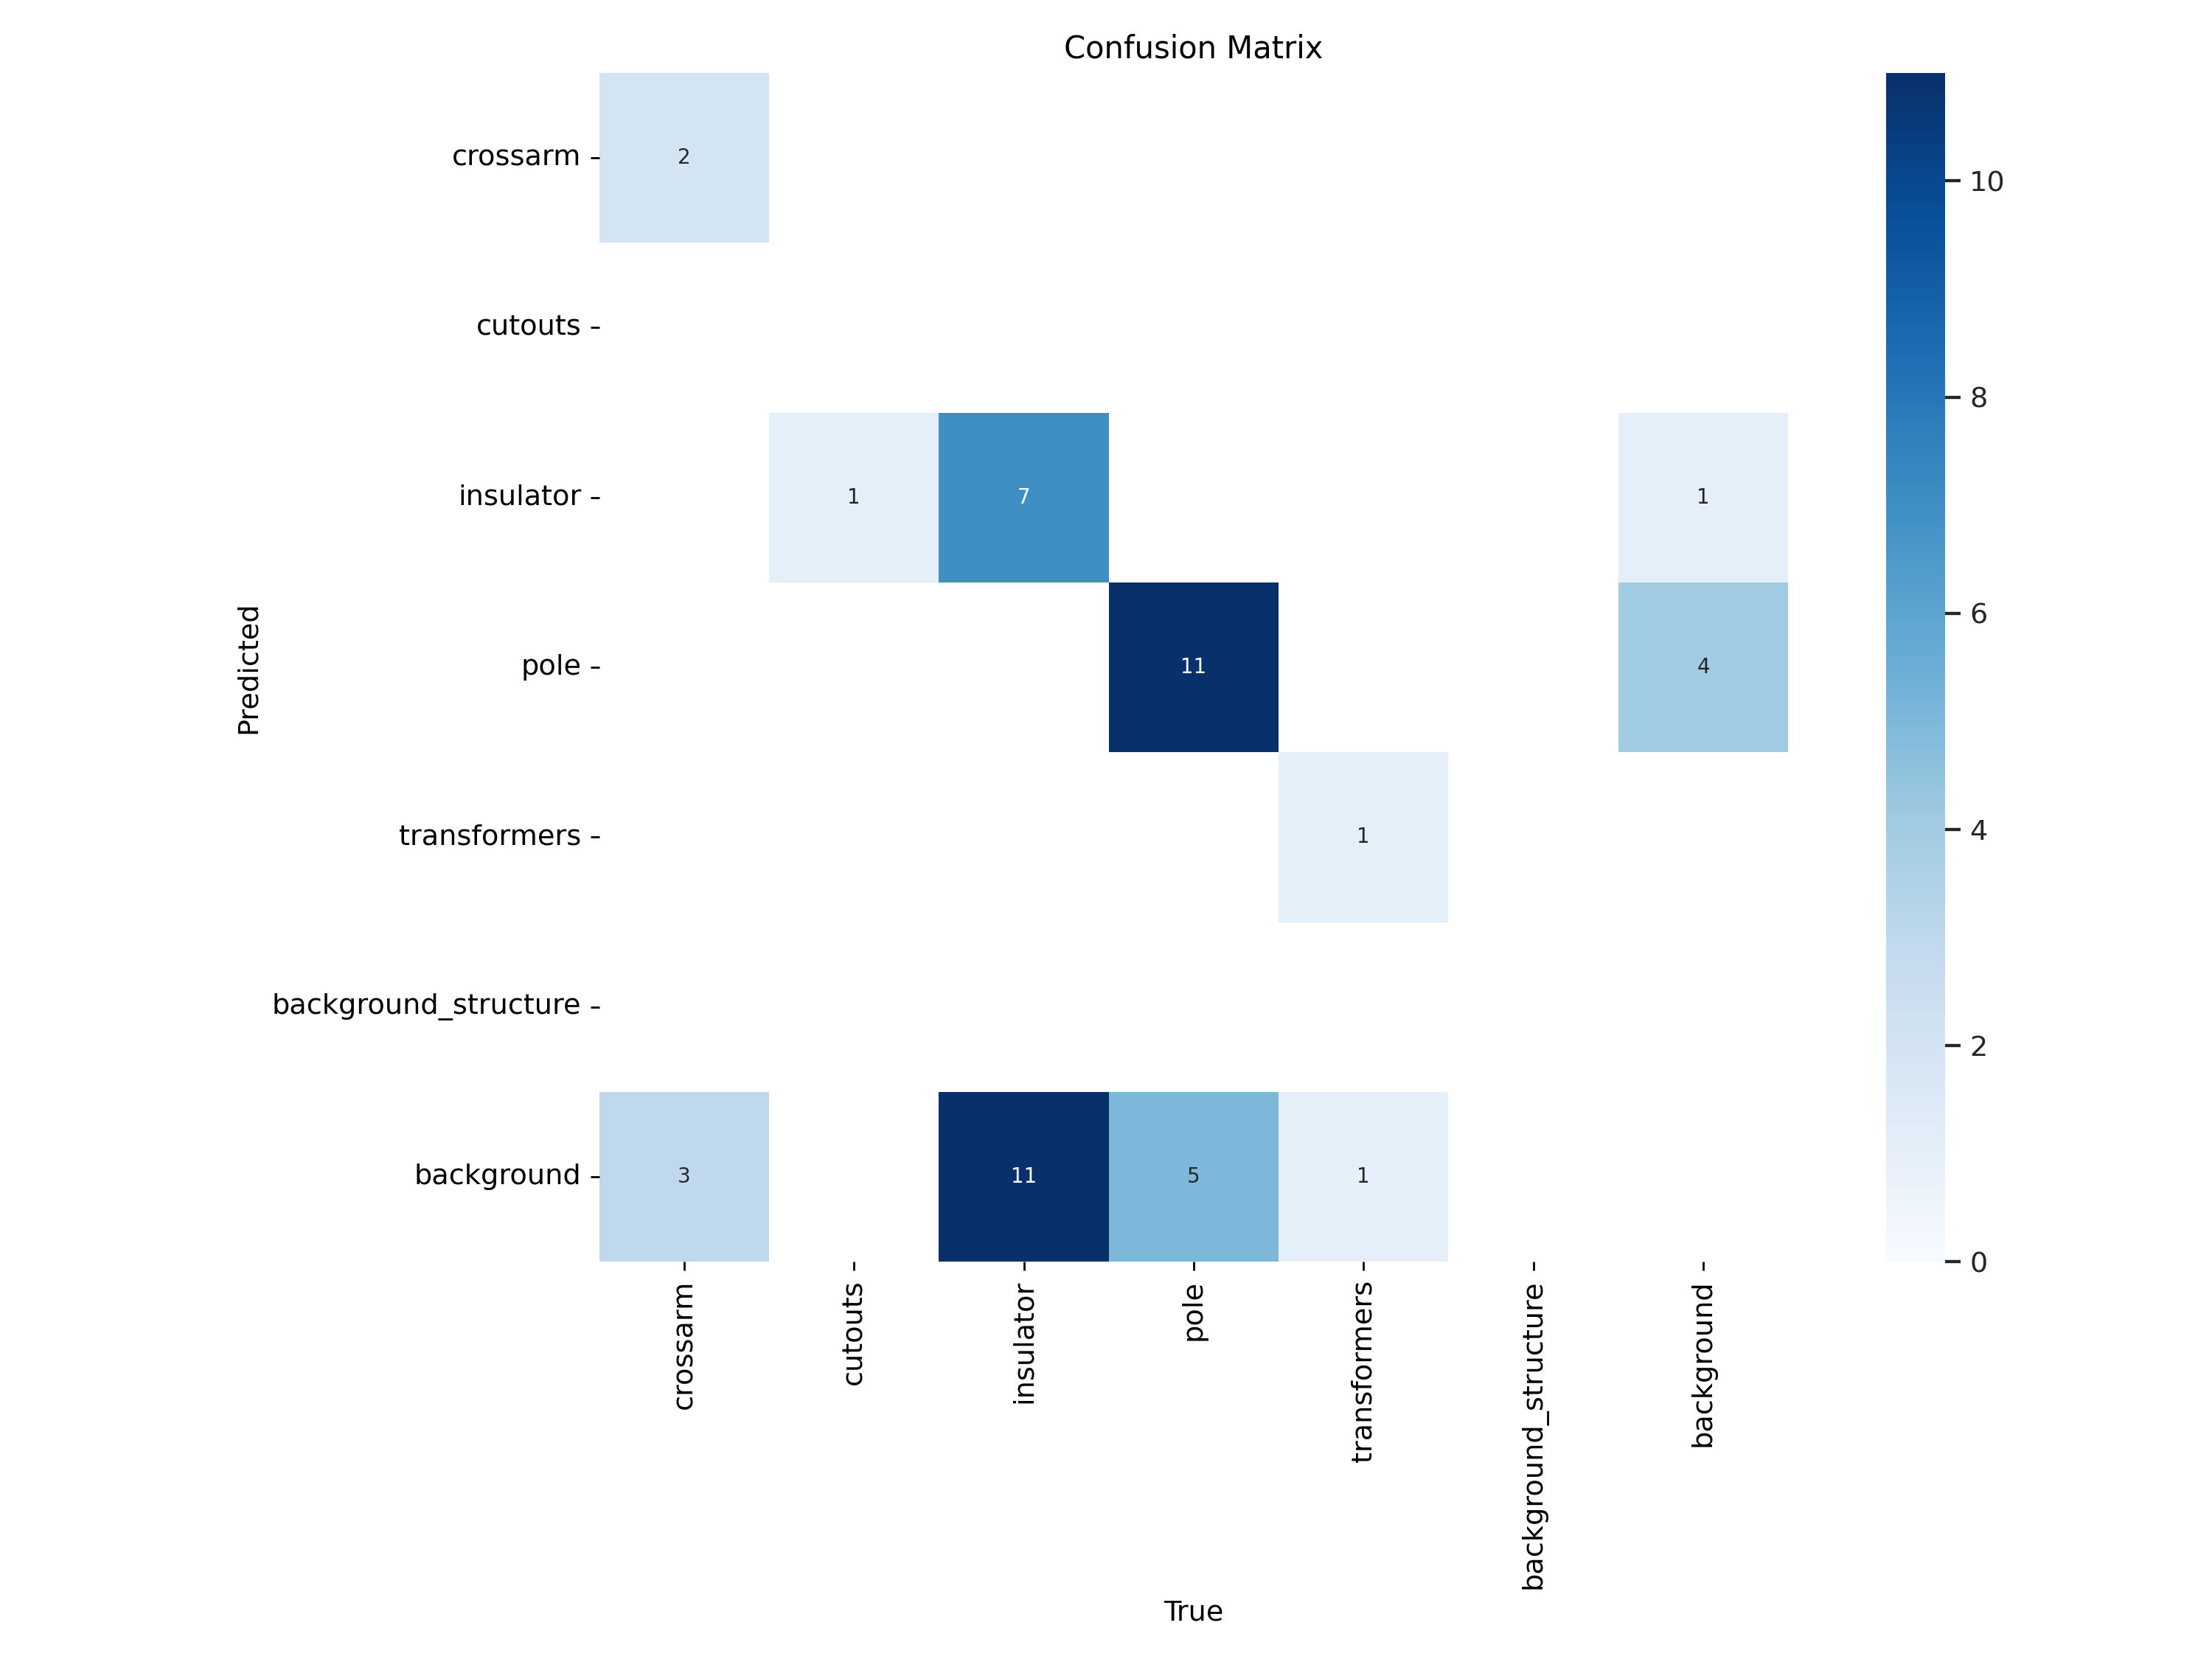 Confusion Matrix
crossarm
2
cutouts
insulator
1 7 1
pole
11 4
transformers
1
background_structure
background
3 11 5 1
Predicted
crossarm
cutouts
insulator
pole
transformers
background_structure
background
True
10
8
6
4
2
0